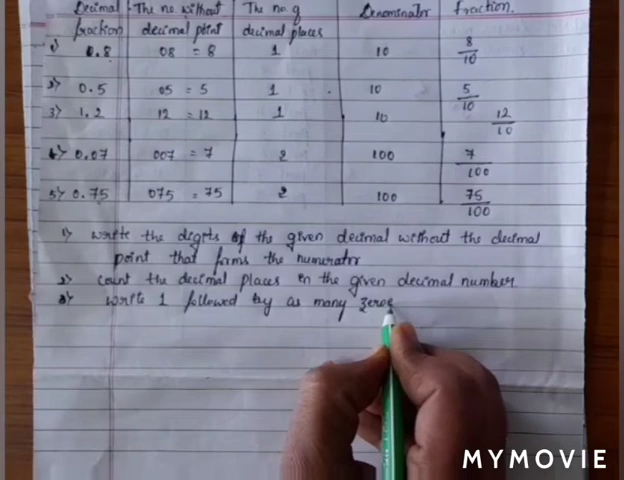 Decimal The no without The no of Denominator fraction.
fraction decimal point decimal places
1) 0.8 08 = 8 1 10 8/10
2) 0.5 05 = 5 1 10 5/10
3) 1.2 12 = 12 1 10 12/10
4) 0.07 007 = 7 2 100 7/100
5) 0.75 075 = 75 2 100 75/100
1) write the digits of the given decimal without the decimal
point that forms the numerator
2) count the decimal places in the given decimal number.
3) write 1 followed by as many zeros
MYMOVIE